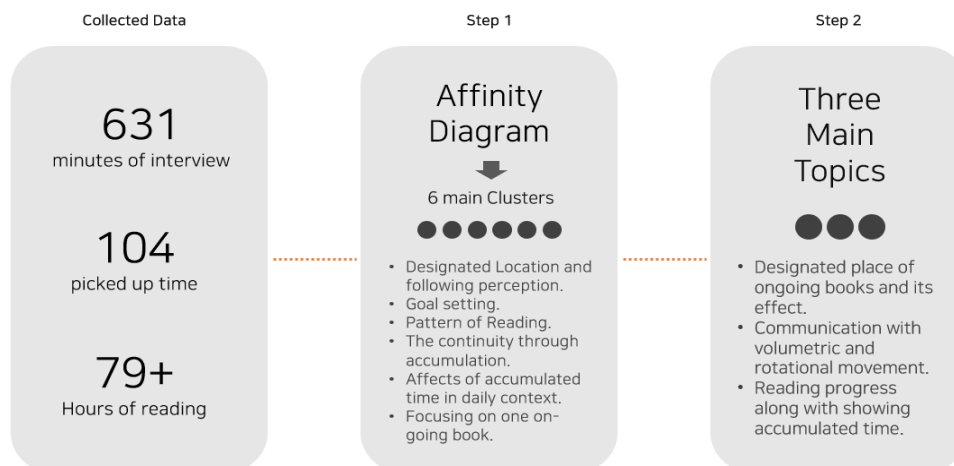 Collected Data
631
minutes of interview
104
picked up time
79+
Hours of reading
Step 1
Affinity
Diagram
6 main Clusters
• Designated Location and
following perception.
• Goal setting.
• Pattern of Reading.
• The continuity through
accumulation.
• Affects of accumulated
time in daily context.
• Focusing on one on-
going book.
Step 2
Three
Main
Topics
• Designated place of
ongoing books and its
effect.
• Communication with
volumetric and
rotational movement.
• Reading progress
along with showing
accumulated time.